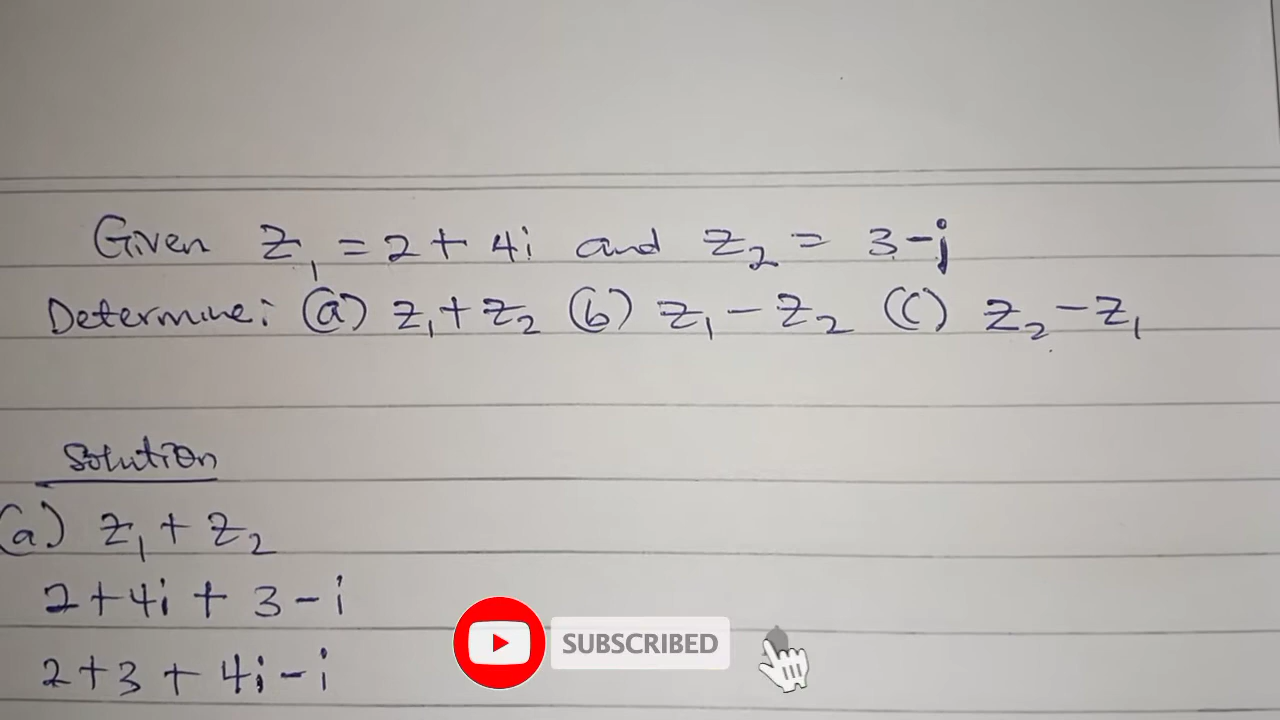 Given z₁ = 2 + 4i and z₂ = 3 - i
Determine: (a) z₁ + z₂ (b) z₁ - z₂ (c) z₂ - z₁
Solution
(a) z₁ + z₂
2 + 4i + 3 - i
2 + 3 + 4i - i
SUBSCRIBED